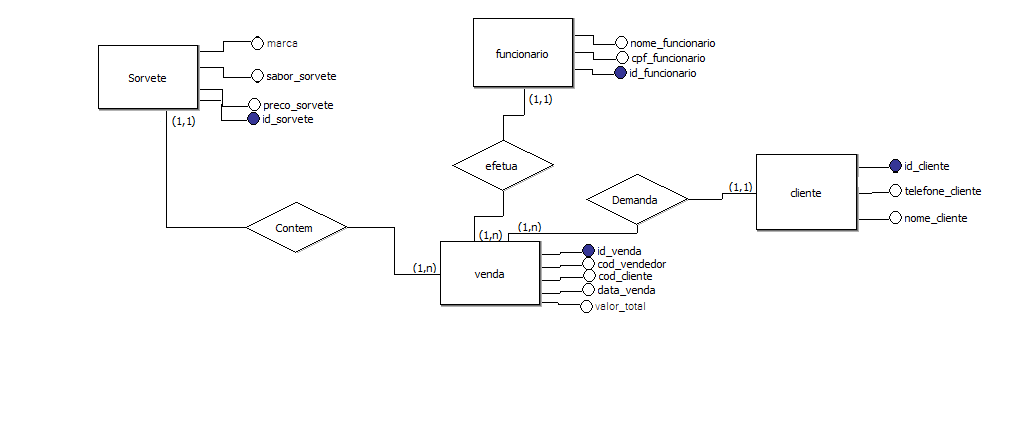 Sorvete
marca
sabor_sorvete
preco_sorvete
id_sorvete
(1,1)
funcionario
nome_funcionario
cpf_funcionario
id_funcionario
(1,1)
efetua
Demanda
(1,1)
cliente
id_cliente
telefone_cliente
nome_cliente
Contem
(1,n)
(1,n)
(1,n)
venda
id_venda
cod_vendedor
cod_cliente
data_venda
valor_total